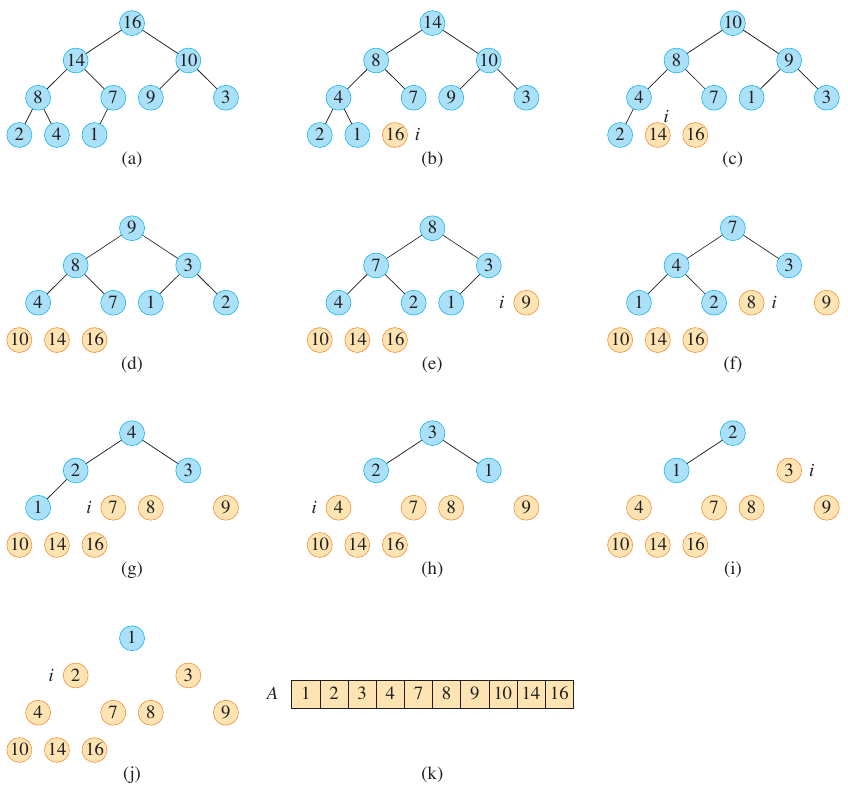 16 14 10
14 10 8 10 8 9
8 7 9 3 4 7 9 3 4 7 1 3
i
2 4 1 2 1 16 i 2 14 16
(a) (b) (c)
9 8 7
8 3 7 3 4 3
4 7 1 2 4 2 1 i 9 1 2 8 i 9
10 14 16 10 14 16 10 14 16
(d) (e) (f)
4 3 2
2 3 2 1 1 3 i
1 i 7 8 9 i 4 7 8 9 4 7 8 9
10 14 16 10 14 16 10 14 16
(g) (h) (i)
1
i 2 3
A 1 2 3 4 7 8 9 10 14 16
4 7 8 9
10 14 16
(j) (k)